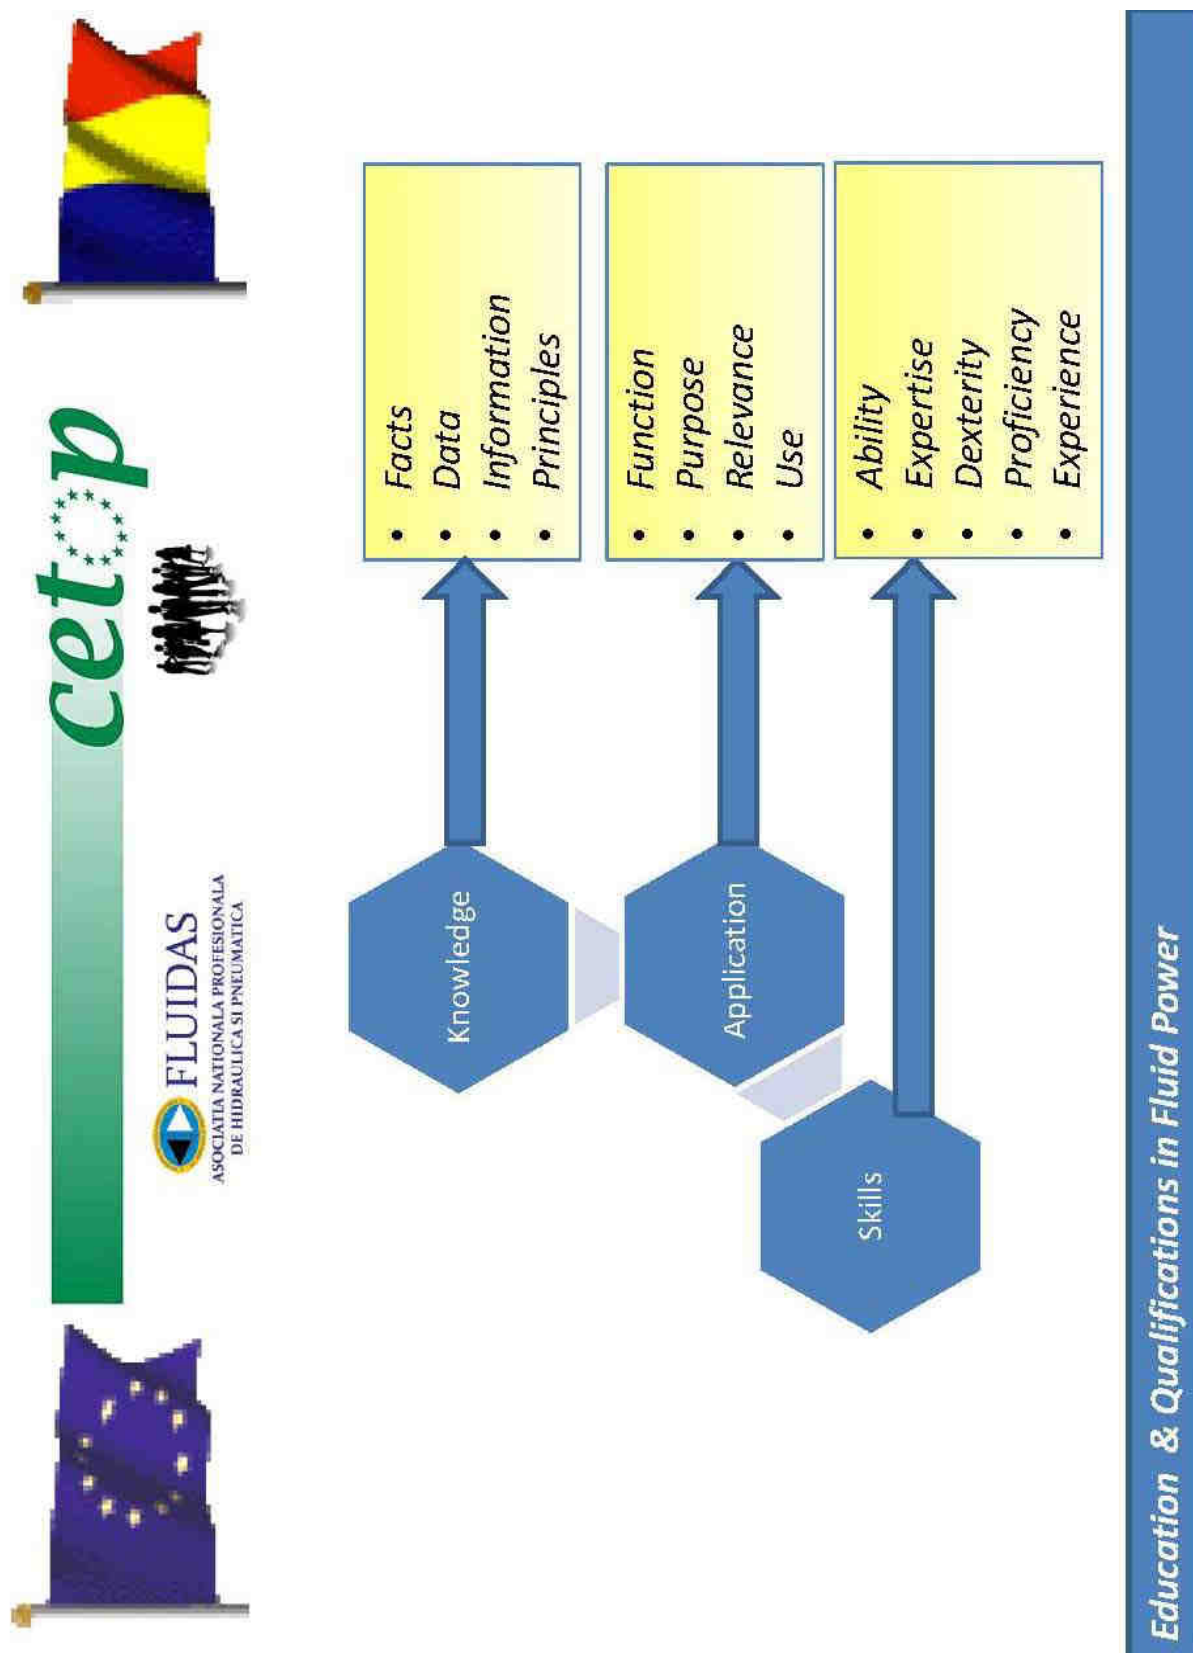 cetop
FLUIDAS
ASOCIATIA NATIONALA PROFESIONALA
DE HIDRAULICA SI PNEUMATICA
Knowledge
• Facts
• Data
• Information
• Principles
Application
• Function
• Purpose
• Relevance
• Use
Skills
• Ability
• Expertise
• Dexterity
• Proficiency
• Experience
Education & Qualifications in Fluid Power